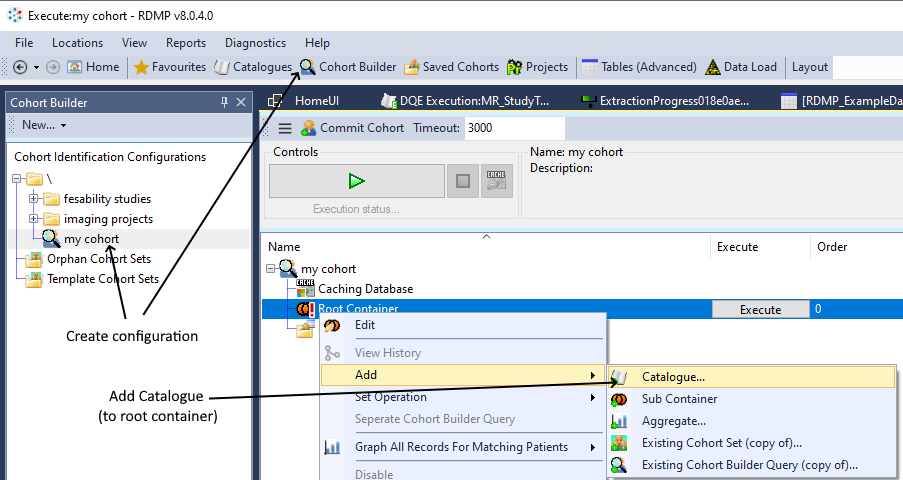 Execute:my cohort - RDMP v8.0.4.0
File Locations View Reports Diagnostics Help
Home Favourites Catalogues Cohort Builder Saved Cohorts Projects Tables (Advanced) Data Load Layout
Cohort Builder
New...
Cohort Identification Configurations
\
fesability studies
imaging projects
my cohort
Orphan Cohort Sets
Template Cohort Sets
Create configuration
Add Catalogue
(to root container)
HomeUI DQE Execution:MR_StudyT... ExtractionProgress018e0ae... [RDMP_ExampleDa
Commit Cohort Timeout: 3000
Controls
CACHE
Execution status...
Name: my cohort
Description:
Name Execute Order
my cohort
CACHE Caching Database
Root Container Execute 0
Edit
View History
Add
Set Operation
Seperate Cohort Builder Query
Graph All Records For Matching Patients
Disable
Catalogue...
Sub Container
Aggregate...
Existing Cohort Set (copy of)...
Existing Cohort Builder Query (copy of)...